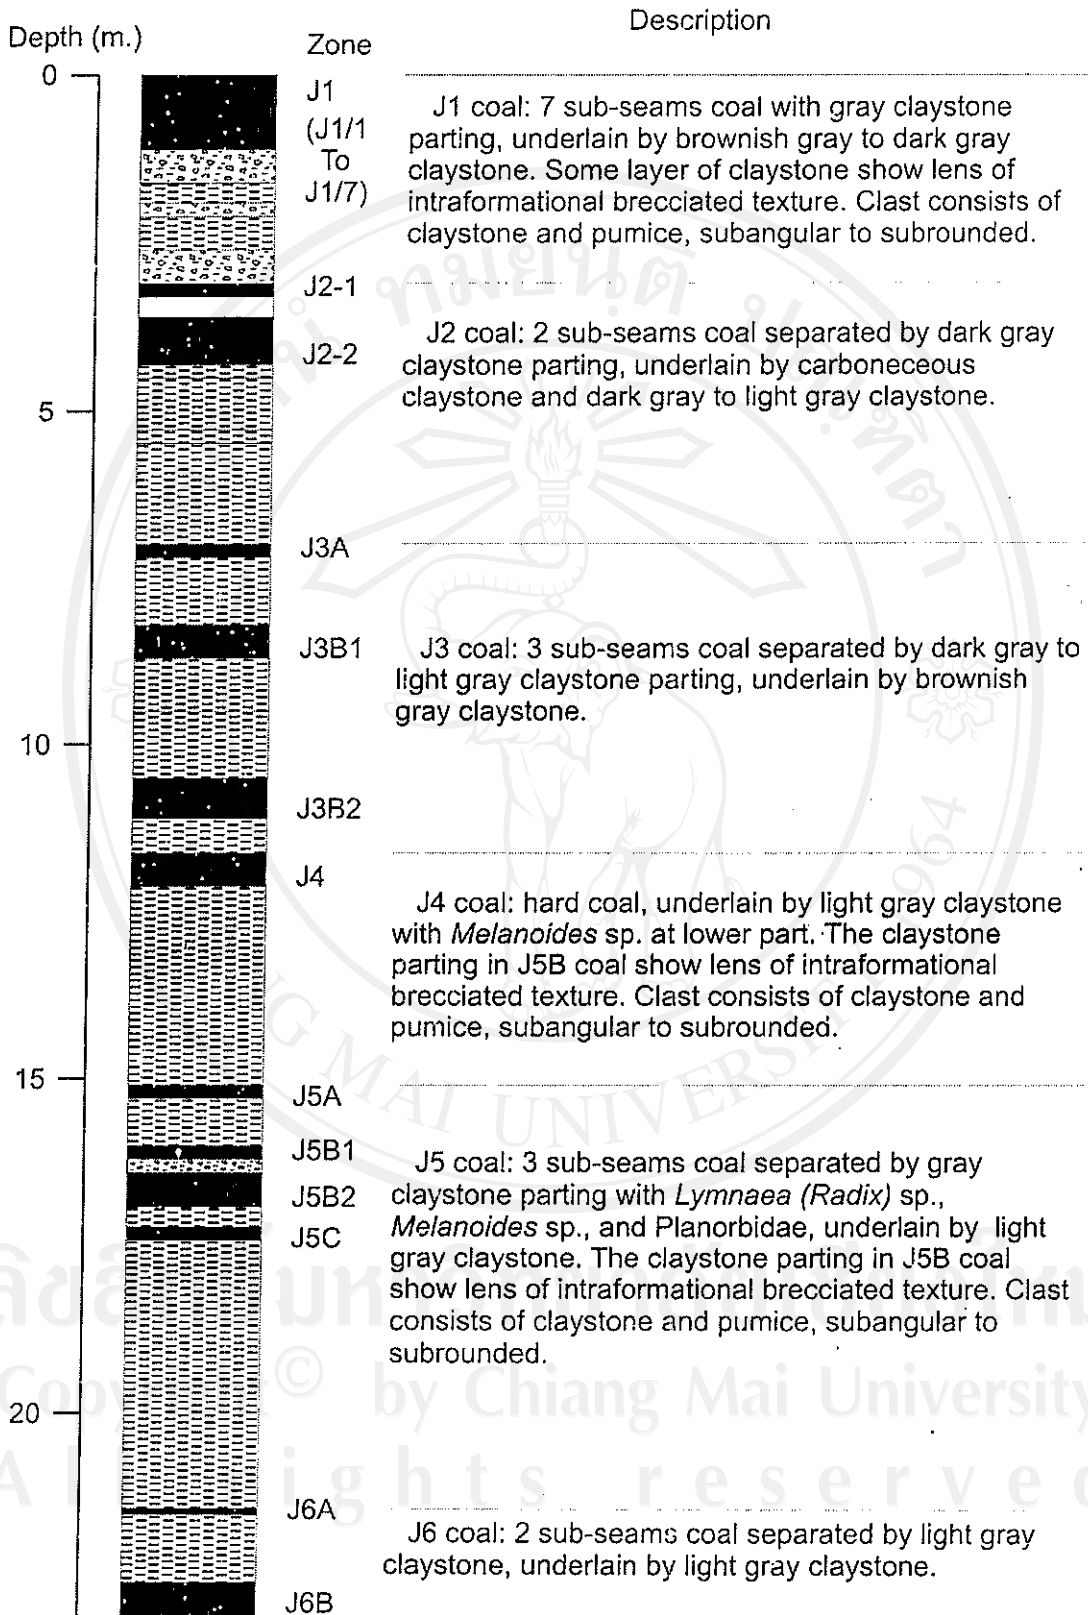 Description
Depth (m.)
Zone
0
J1
(J1/1
To
J1/7)
J1 coal: 7 sub-seams coal with gray claystone
parting, underlain by brownish gray to dark gray
claystone. Some layer of claystone show lens of
intraformational brecciated texture. Clast consists of
claystone and pumice, subangular to subrounded.
J2-1
J2-2
J2 coal: 2 sub-seams coal separated by dark gray
claystone parting, underlain by carboneceous
claystone and dark gray to light gray claystone.
5
J3A
J3B1
J3 coal: 3 sub-seams coal separated by dark gray to
light gray claystone parting, underlain by brownish
gray claystone.
10
J3B2
J4
J4 coal: hard coal, underlain by light gray claystone
with Melanoides sp. at lower part. The claystone
parting in J5B coal show lens of intraformational
brecciated texture. Clast consists of claystone and
pumice, subangular to subrounded.
15
J5A
J5B1
J5B2
J5C
J5 coal: 3 sub-seams coal separated by gray
claystone parting with Lymnaea (Radix) sp.,
Melanoides sp., and Planorbidae, underlain by light
gray claystone. The claystone parting in J5B coal
show lens of intraformational brecciated texture. Clast
consists of claystone and pumice, subangular to
subrounded.
20
J6A
J6 coal: 2 sub-seams coal separated by light gray
claystone, underlain by light gray claystone.
J6B
MAI UNIVERSITY 1964
© by Chiang Mai University